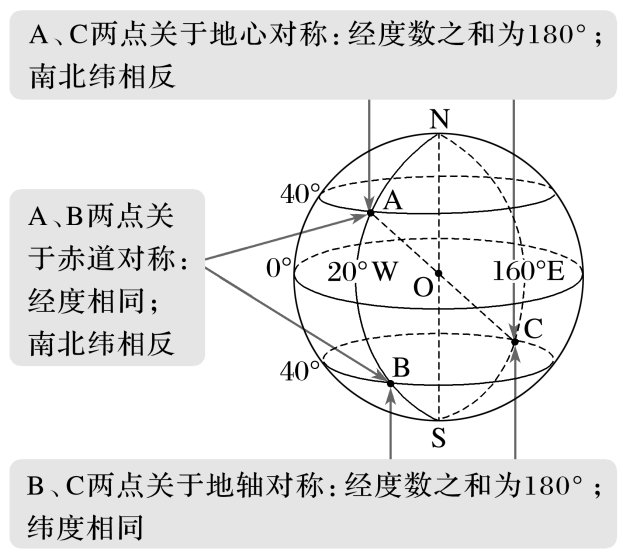 A、C两点关于地心对称:经度数之和为180°;
南北纬相反
N
40°
A
A、B两点关
于赤道对称:
经度相同;
南北纬相反
0°
20°W
O
160°E
C
40°
B
S
B、C两点关于地轴对称:经度数之和为180°;
纬度相同